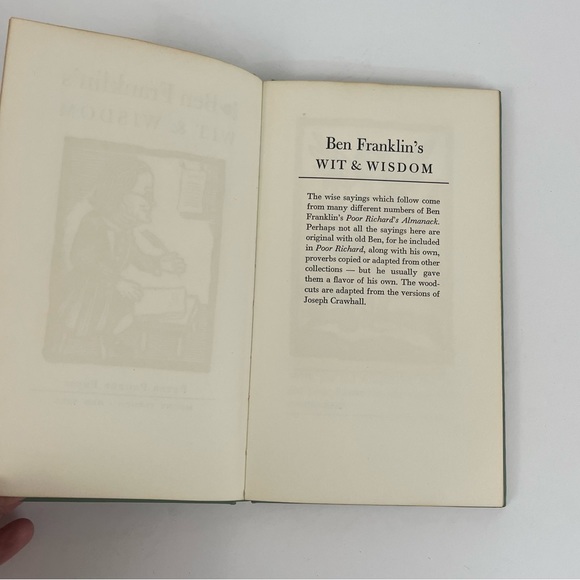 Ben Franklin's
WIT & WISDOM
The wise sayings which follow come
from many different numbers of Ben
Franklin's Poor Richard's Almanack.
Perhaps not all the sayings here are
original with old Ben, for he included
in Poor Richard, along with his own,
proverbs copied or adapted from other
collections — but he usually gave
them a flavor of his own. The wood-
cuts are adapted from the versions of
Joseph Crawhall.